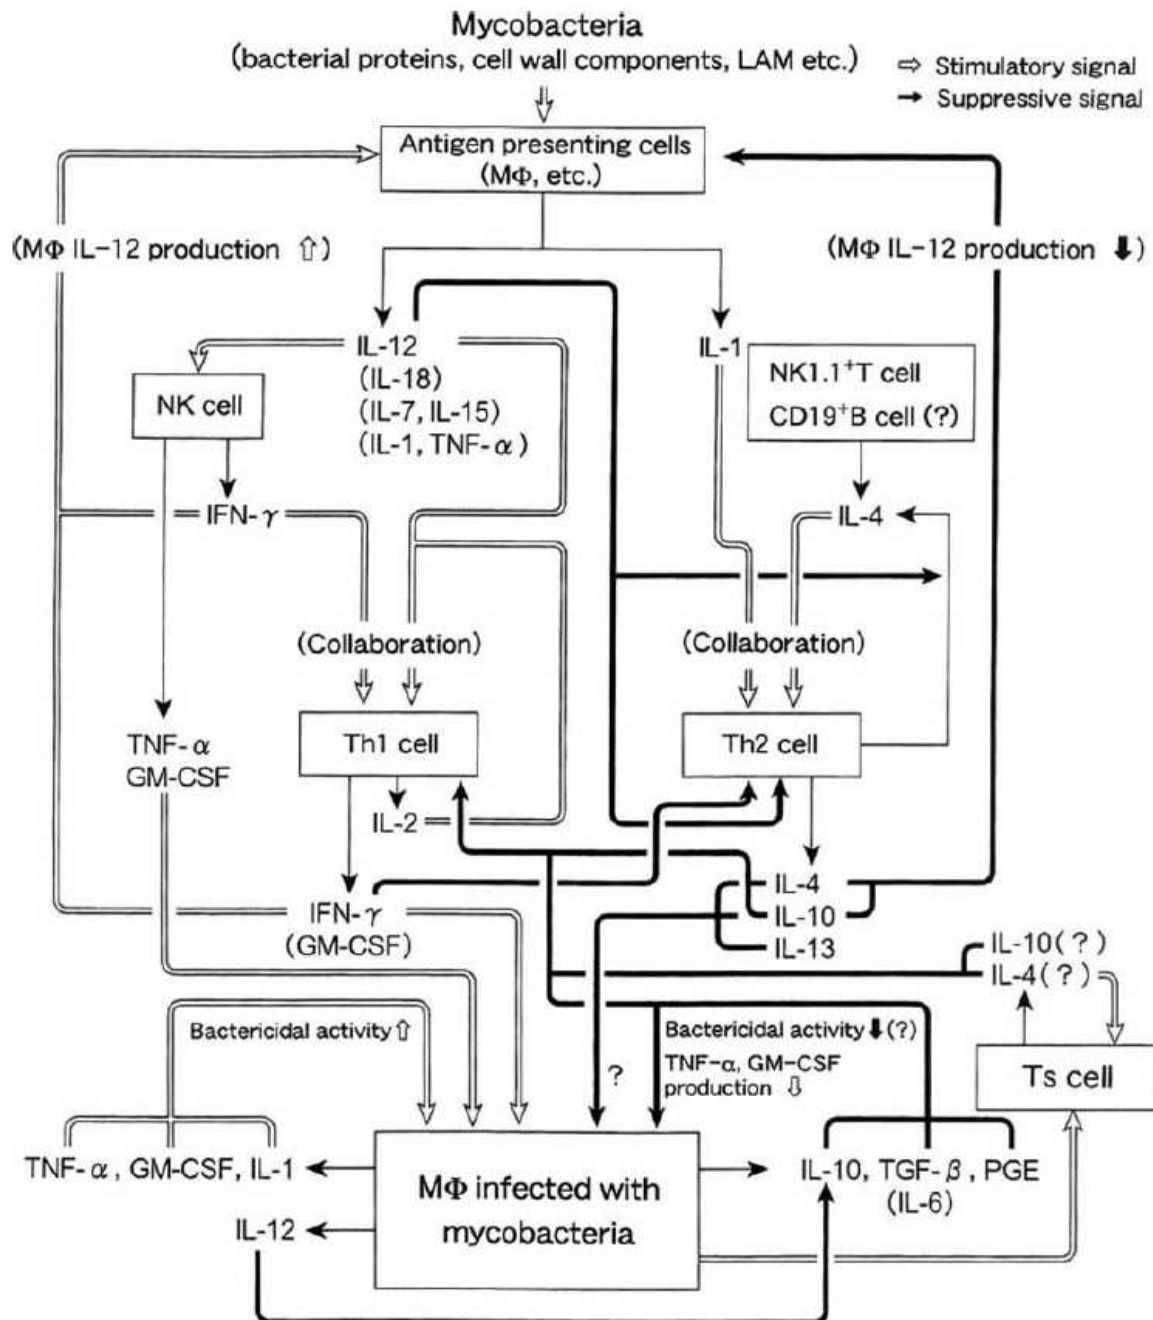 Mycobacteria
(bacterial proteins, cell wall components, LAM etc.)
⇨ Stimulatory signal
→ Suppressive signal
Antigen presenting cells
(MΦ, etc.)
(MΦ IL-12 production ⇧)
(MΦ IL-12 production ⬇)
IL-12
(IL-18)
(IL-7, IL-15)
(IL-1, TNF-α)
IL-1
NK1.1⁺T cell
CD19⁺B cell (?)
NK cell
IFN-γ
IL-4
(Collaboration)
(Collaboration)
TNF-α
GM-CSF
Th1 cell
Th2 cell
IL-2
IFN-γ
(GM-CSF)
IL-4
IL-10
IL-13
IL-10(?)
IL-4(?)
Bactericidal activity ⇧
?
Bactericidal activity ⬇(?)
TNF-α, GM-CSF
production ⇩
Ts cell
TNF-α, GM-CSF, IL-1
IL-12
MΦ infected with
mycobacteria
IL-10, TGF-β, PGE
(IL-6)